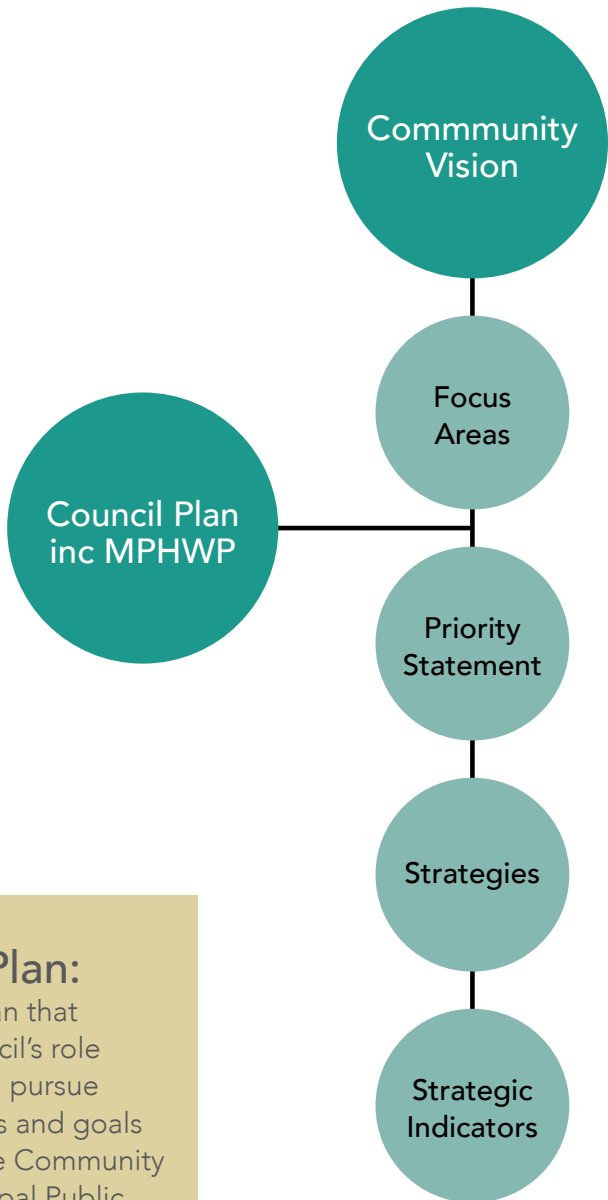 Commmunity
Vision
Focus
Areas
Council Plan
inc MPHWP
Priority
Statement
Strategies
Strategic
Indicators
Plan:
that
role
pursue
and goals
Community
Public